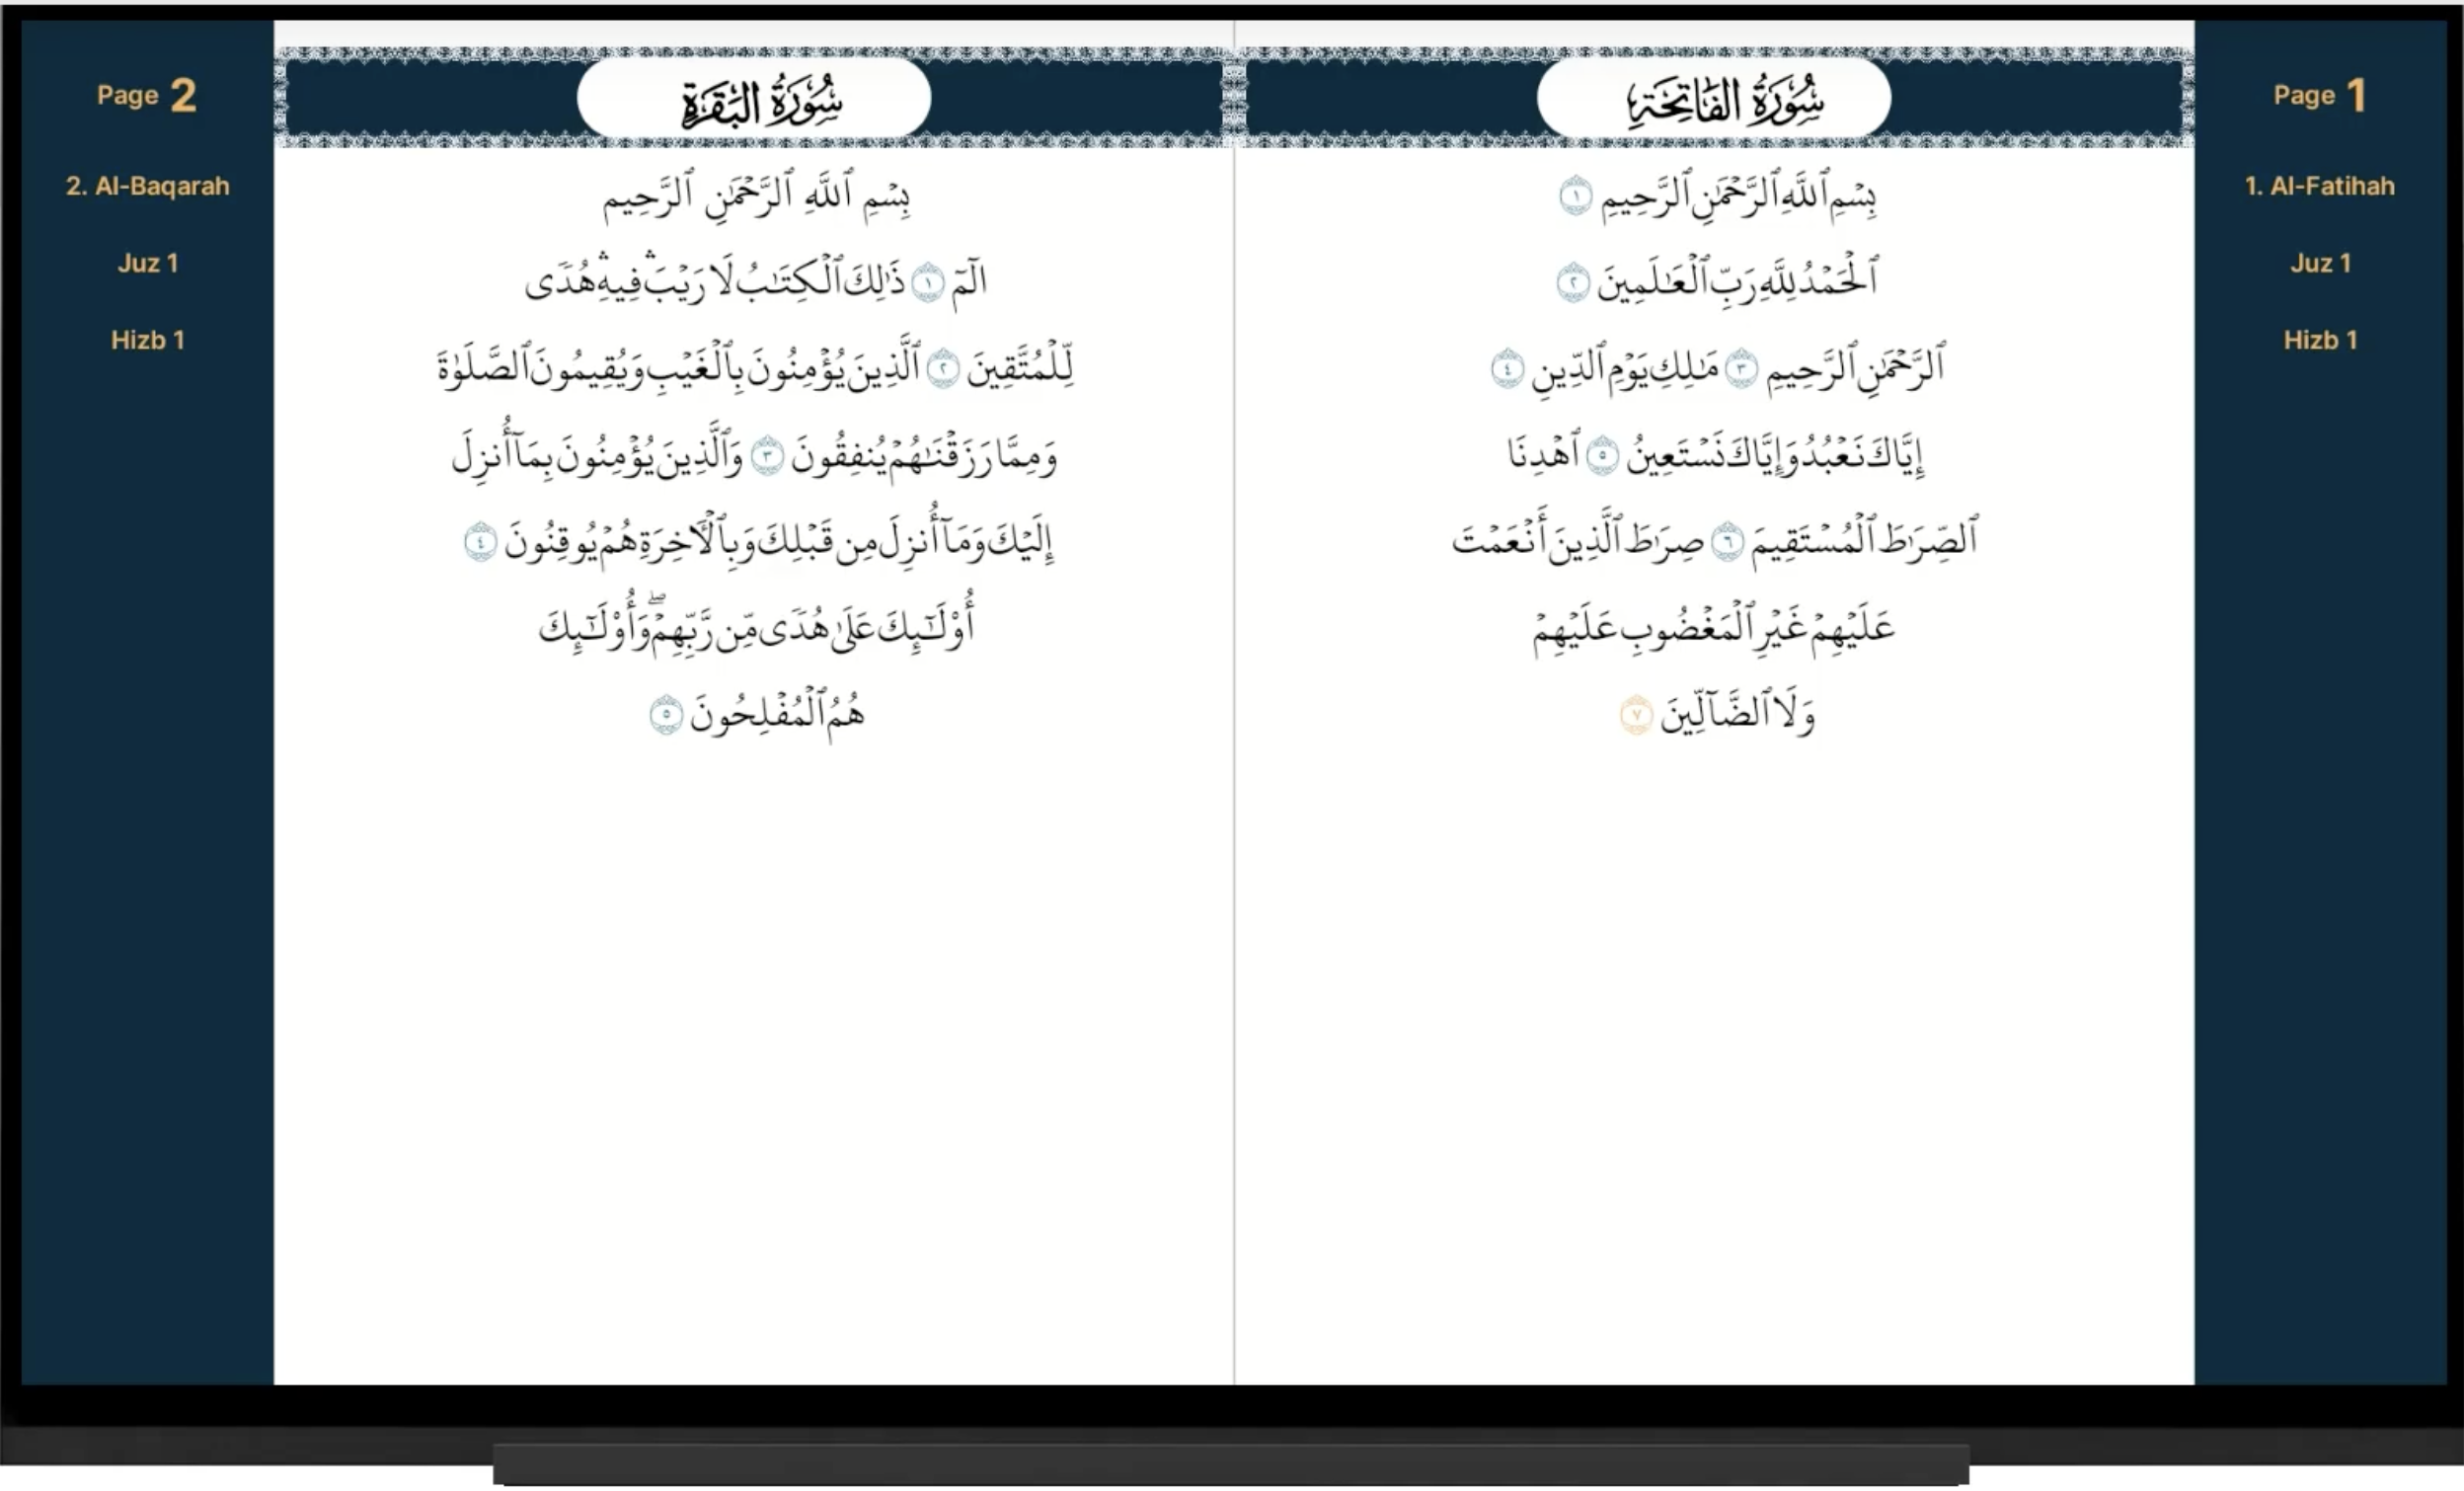 Page 1
1. Al-Fatihah
Juz 1
Hizb 1
سُورَةُ الفَاتِحَةِ
بِسۡمِ ٱللَّهِ ٱلرَّحۡمَٰنِ ٱلرَّحِيمِ ١
ٱلۡحَمۡدُ لِلَّهِ رَبِّ ٱلۡعَٰلَمِينَ ٢
ٱلرَّحۡمَٰنِ ٱلرَّحِيمِ ٣ مَٰلِكِ يَوۡمِ ٱلدِّينِ ٤
إِيَّاكَ نَعۡبُدُ وَإِيَّاكَ نَسۡتَعِينُ ٥ ٱهۡدِنَا
ٱلصِّرَٰطَ ٱلۡمُسۡتَقِيمَ ٦ صِرَٰطَ ٱلَّذِينَ أَنۡعَمۡتَ
عَلَيۡهِمۡ غَيۡرِ ٱلۡمَغۡضُوبِ عَلَيۡهِمۡ
وَلَا ٱلضَّآلِّينَ ٧
Page 2
2. Al-Baqarah
Juz 1
Hizb 1
سُورَةُ البَقَرَةِ
بِسۡمِ ٱللَّهِ ٱلرَّحۡمَٰنِ ٱلرَّحِيم
الٓمٓ ١ ذَٰلِكَ ٱلۡكِتَٰبُ لَا رَيۡبَۛ فِيهِۛ هُدٗى
لِّلۡمُتَّقِينَ ٢ ٱلَّذِينَ يُؤۡمِنُونَ بِٱلۡغَيۡبِ وَيُقِيمُونَ ٱلصَّلَوٰةَ
وَمِمَّا رَزَقۡنَٰهُمۡ يُنفِقُونَ ٣ وَٱلَّذِينَ يُؤۡمِنُونَ بِمَآ أُنزِلَ
إِلَيۡكَ وَمَآ أُنزِلَ مِن قَبۡلِكَ وَبِٱلۡأٓخِرَةِ هُمۡ يُوقِنُونَ ٤
أُوْلَٰٓئِكَ عَلَىٰ هُدٗى مِّن رَّبِّهِمۡۖ وَأُوْلَٰٓئِكَ
هُمُ ٱلۡمُفۡلِحُونَ ٥